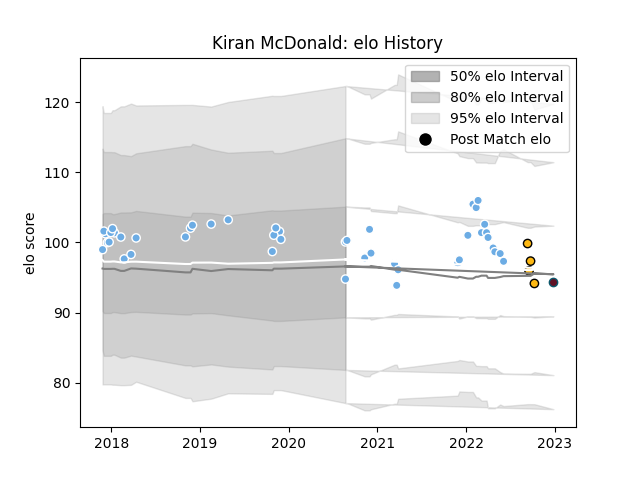 Kiran McDonald: elo History
50% elo Interval
80% elo Interval
95% elo Interval
Post Match elo
elo score
120
110
100
90
80
2018 2019 2020 2021 2022 2023